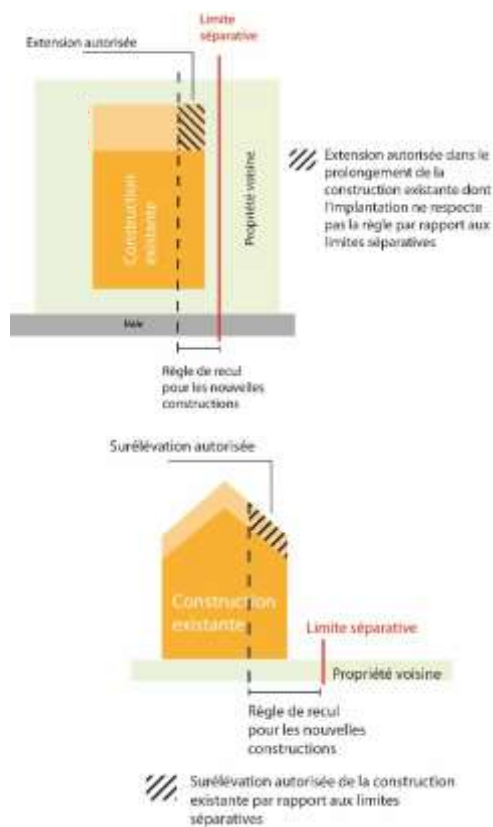 Limite
séparative
Extension autorisée
Construction
existante
Propriété voisine
Extension autorisée dans le
prolongement de la
construction existante dont
l'implantation ne respecte
pas la règle par rapport aux
limites séparatives
Voie
Règle de recul
pour les nouvelles
constructions
Surélévation autorisée
Construction
existante
Limite séparative
Propriété voisine
Règle de recul
pour les nouvelles
constructions
Surélévation autorisée de la construction
existante par rapport aux limites
séparatives